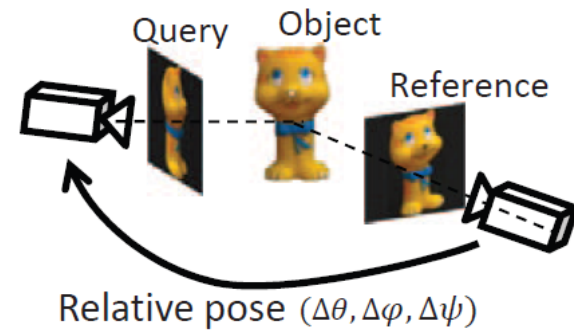 Query
Object
Reference
Relative pose (Δθ, Δφ, Δψ)